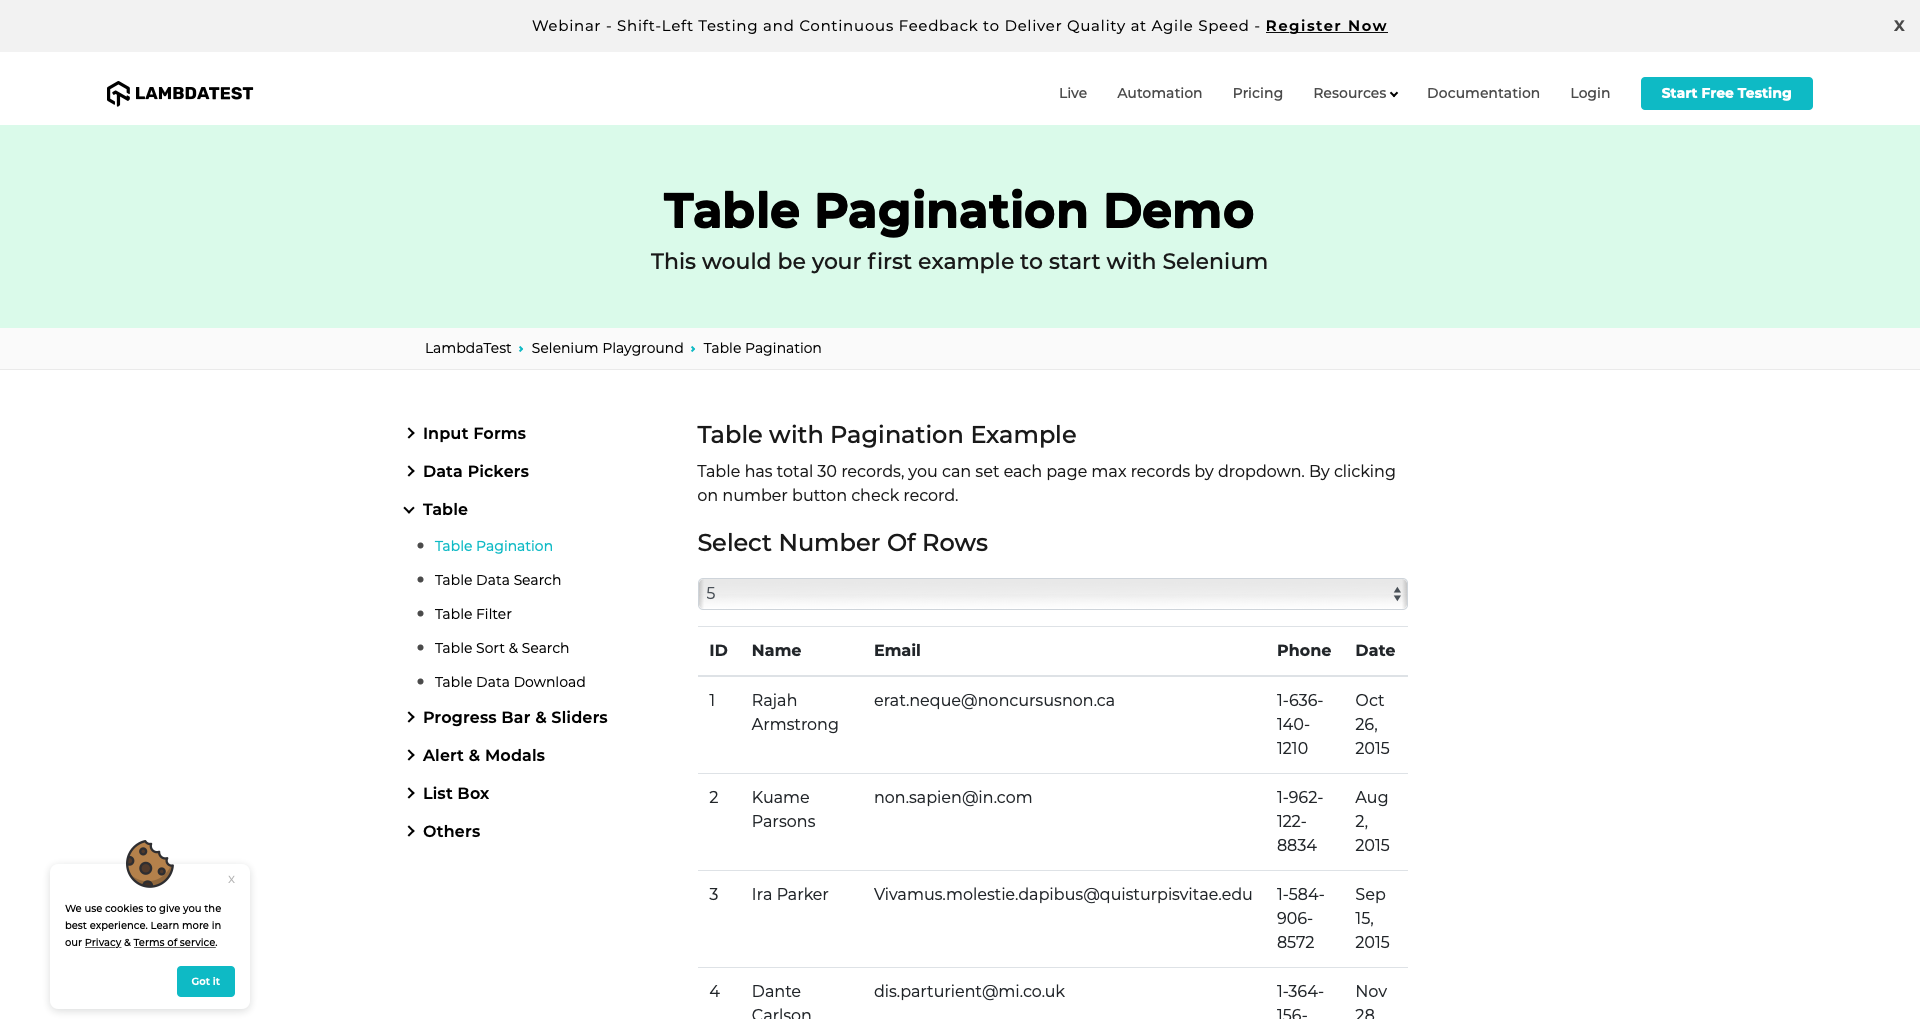 Webinar - Shift-Left Testing and Continuous Feedback to Deliver Quality at Agile Speed - Register Now
X
LAMBDATEST
Live
Automation
Pricing
Resources
Documentation
Login
Start Free Testing
Table Pagination Demo
This would be your first example to start with Selenium
LambdaTest › Selenium Playground › Table Pagination
Input Forms
Data Pickers
Table
Table Pagination
Table Data Search
Table Filter
Table Sort & Search
Table Data Download
Progress Bar & Sliders
Alert & Modals
List Box
Others
Table with Pagination Example
Table has total 30 records, you can set each page max records by dropdown. By clicking
on number button check record.
Select Number Of Rows
5
ID Name Email Phone Date
1 Rajah erat.neque@noncursusnon.ca 1-636- Oct
Armstrong 140- 26,
1210 2015
2 Kuame non.sapien@in.com 1-962- Aug
Parsons 122- 2,
8834 2015
3 Ira Parker Vivamus.molestie.dapibus@quisturpisvitae.edu 1-584- Sep
906- 15,
8572 2015
4 Dante dis.parturient@mi.co.uk 1-364- Nov
Carlson 156- 28,
x
We use cookies to give you the
best experience. Learn more in
our Privacy & Terms of service.
Got it